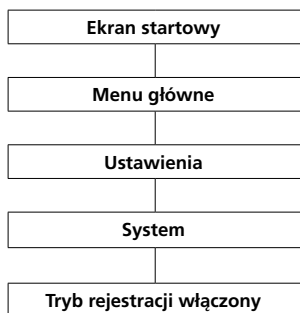 Ekran startowy
Menu główne
Ustawienia
System
Tryb rejestracji włączony